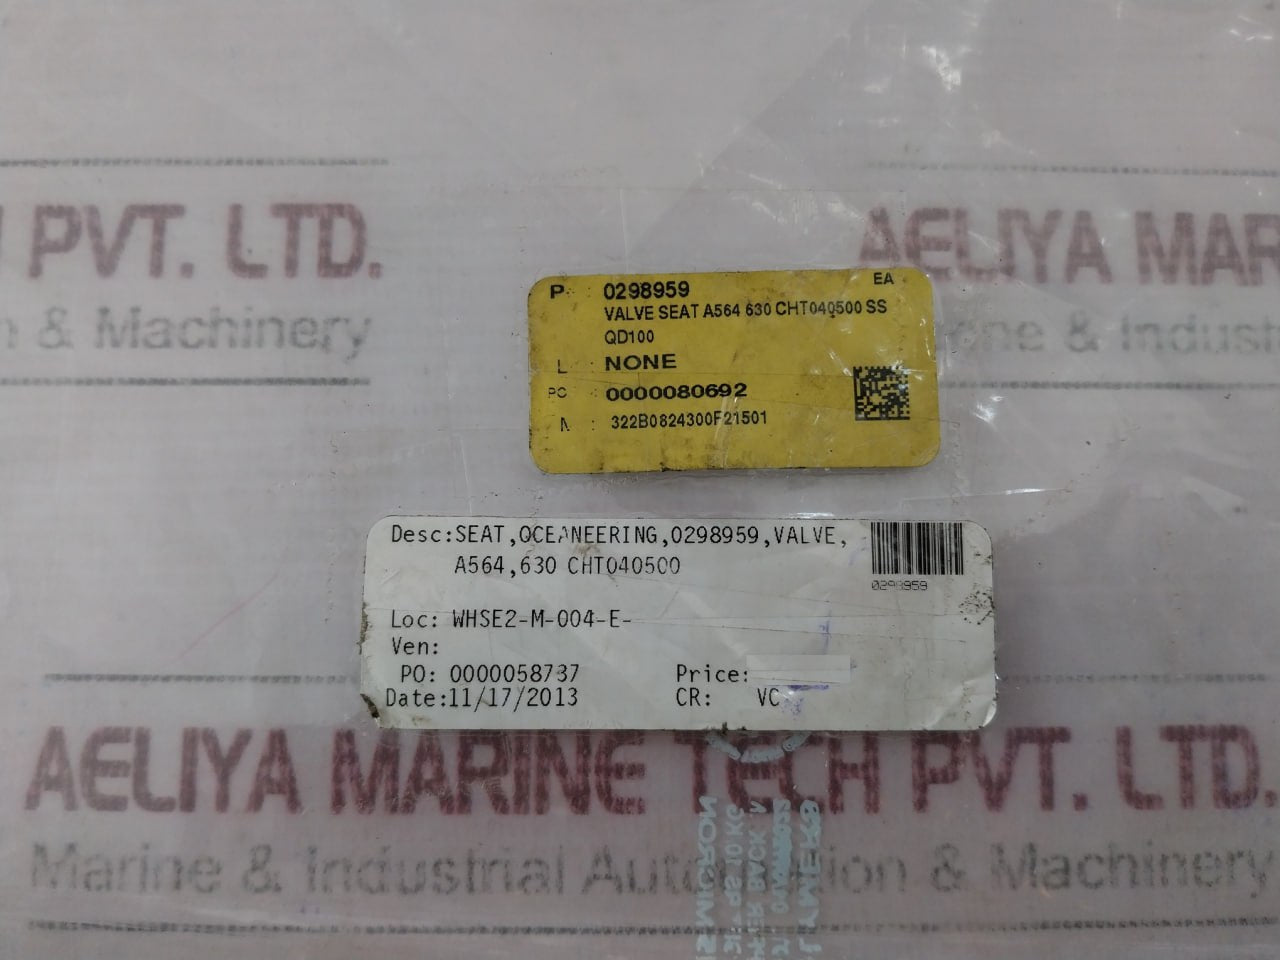 PVT. LTD.
& Machinery
AELIYA MAR
ne & Indust
P : 0298959 EA
VALVE SEAT A564 630 CHT040500 SS
QD100
L : NONE
PO : 0000080692
N : 322B0824300F21501
Desc:SEAT,OCEANEERING,0298959,VALVE,
A564,630 CHT040500
0298959
Loc: WHSE2-M-004-E-
Ven:
PO: 0000058737 Price:
Date:11/17/2013 CR: VC
AELIYA MARINE TECH PVT. LTD.
Marine & Industrial Automation & Machinery